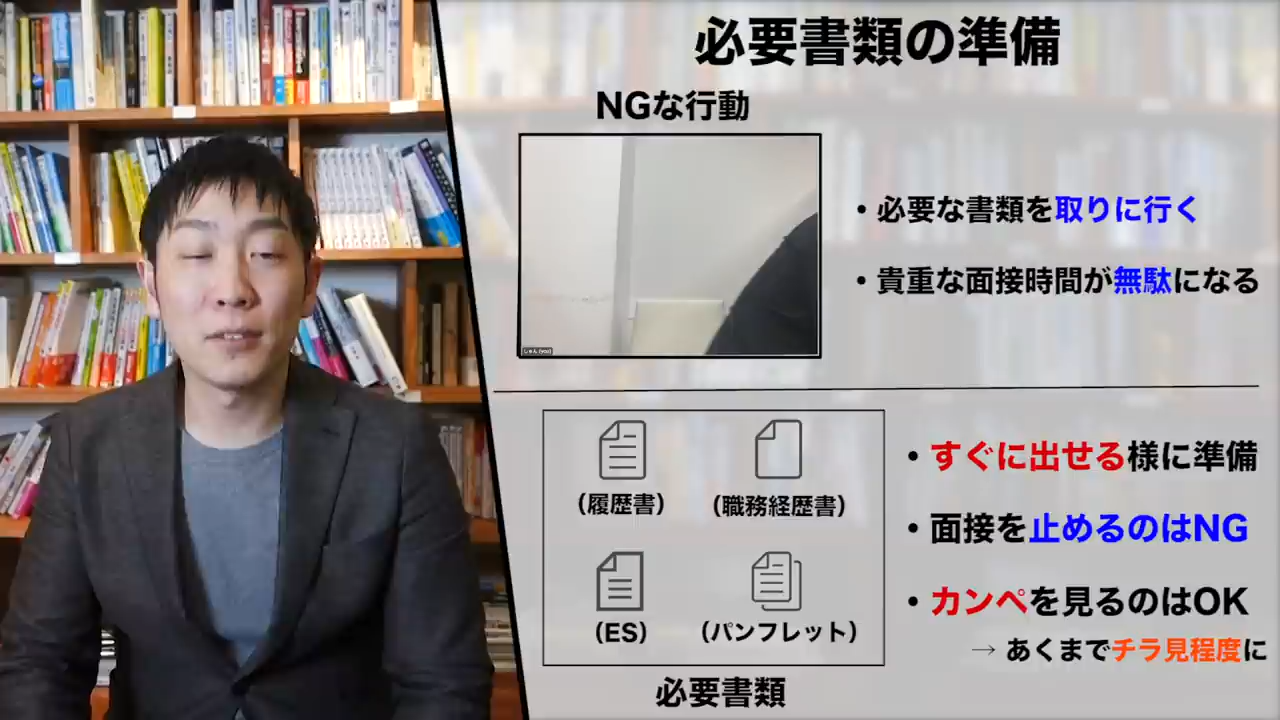 必要書類の準備
NGな行動
・必要な書類を取りに行く
・貴重な面接時間が無駄になる
(履歴書)
(職務経歴書)
(ES)
(パンフレット)
必要書類
・すぐに出せる様に準備
・面接を止めるのはNG
・カンペを見るのはOK
→ あくまでチラ見程度に